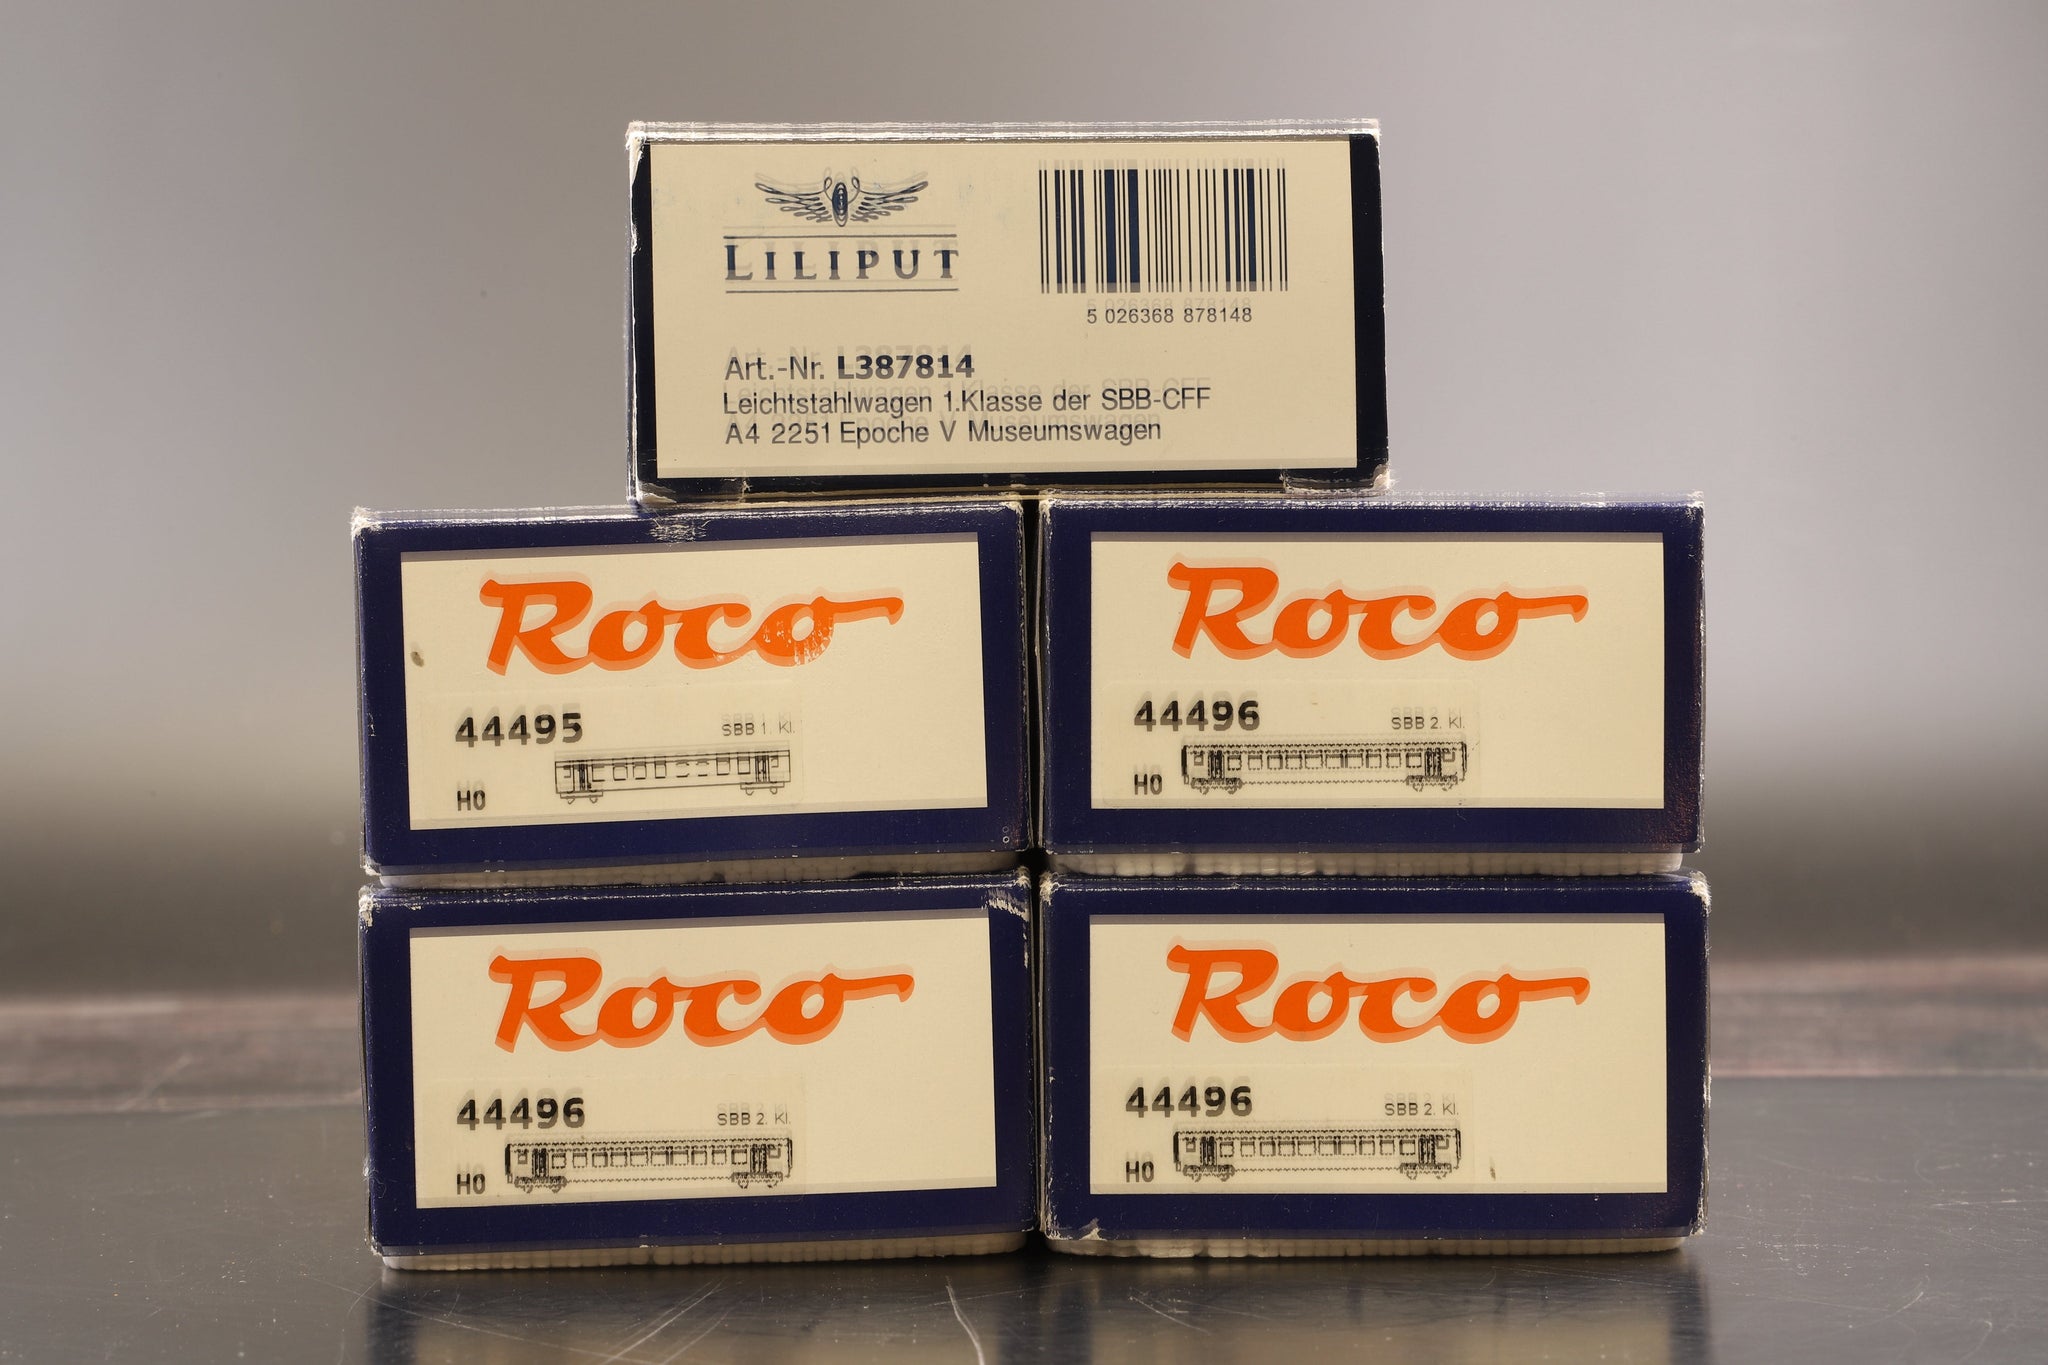 LILIPUT
5 026368 878148
Art.-Nr. L387814
Leichtstahlwagen 1.Klasse der SBB-CFF
A4 2251 Epoche V Museumswagen
Roco
44495 SBB 1. Kl.
H0
Roco
44496 SBB 2. Kl.
H0
Roco
44496 SBB 2. Kl.
H0
Roco
44496 SBB 2. Kl.
H0